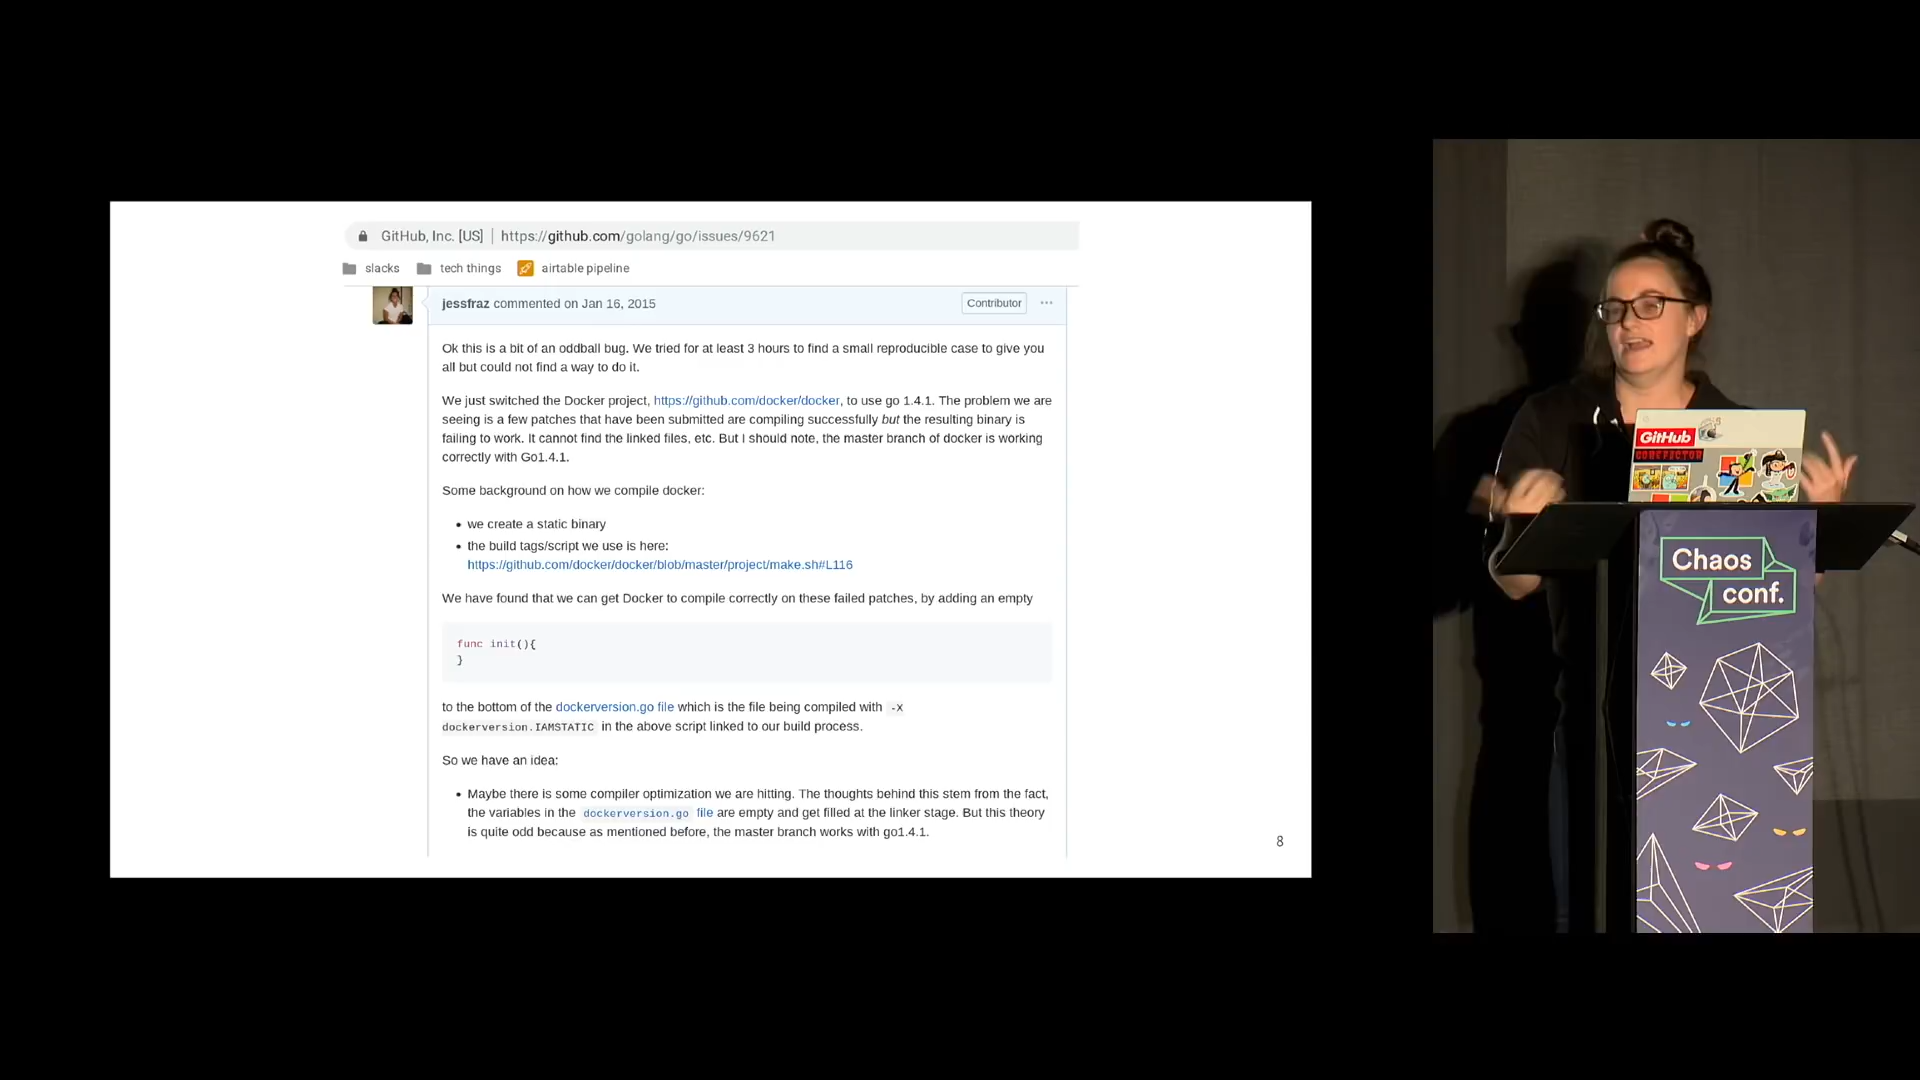 GitHub, Inc. [US] | https://github.com/golang/go/issues/9621
slacks tech things airtable pipeline
jessfraz commented on Jan 16, 2015 Contributor ···
Ok this is a bit of an oddball bug. We tried for at least 3 hours to find a small reproducible case to give you
all but could not find a way to do it.
We just switched the Docker project, https://github.com/docker/docker, to use go 1.4.1. The problem we are
seeing is a few patches that have been submitted are compiling successfully but the resulting binary is
failing to work. It cannot find the linked files, etc. But I should note, the master branch of docker is working
correctly with Go1.4.1.
Some background on how we compile docker:
• we create a static binary
• the build tags/script we use is here:
https://github.com/docker/docker/blob/master/project/make.sh#L116
We have found that we can get Docker to compile correctly on these failed patches, by adding an empty
func init(){
}
to the bottom of the dockerversion.go file which is the file being compiled with -X
dockerversion.IAMSTATIC in the above script linked to our build process.
So we have an idea:
• Maybe there is some compiler optimization we are hitting. The thoughts behind this stem from the fact,
the variables in the dockerversion.go file are empty and get filled at the linker stage. But this theory
is quite odd because as mentioned before, the master branch works with go1.4.1.
8
GitHub
Chaos
conf.